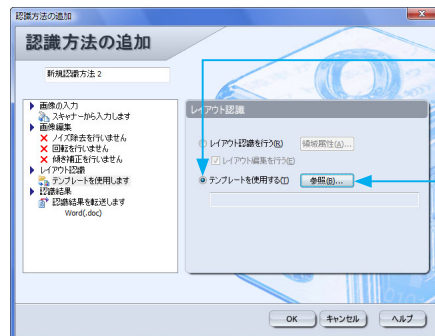 認識方法の追加
認識方法の追加
新規認識方法 2
画像の入力
スキャナーから入力します
画像編集
ノイズ除去を行いません
回転を行いません
傾き補正を行いません
レイアウト認識
テンプレートを使用します
認識結果
認識結果を転送します
Word(.doc)
レイアウト認識
レイアウト認識を行う(R) 領域属性(A)...
レイアウト編集を行う(E)
テンプレートを使用する(T) 参照(B)...
OK キャンセル ヘルプ